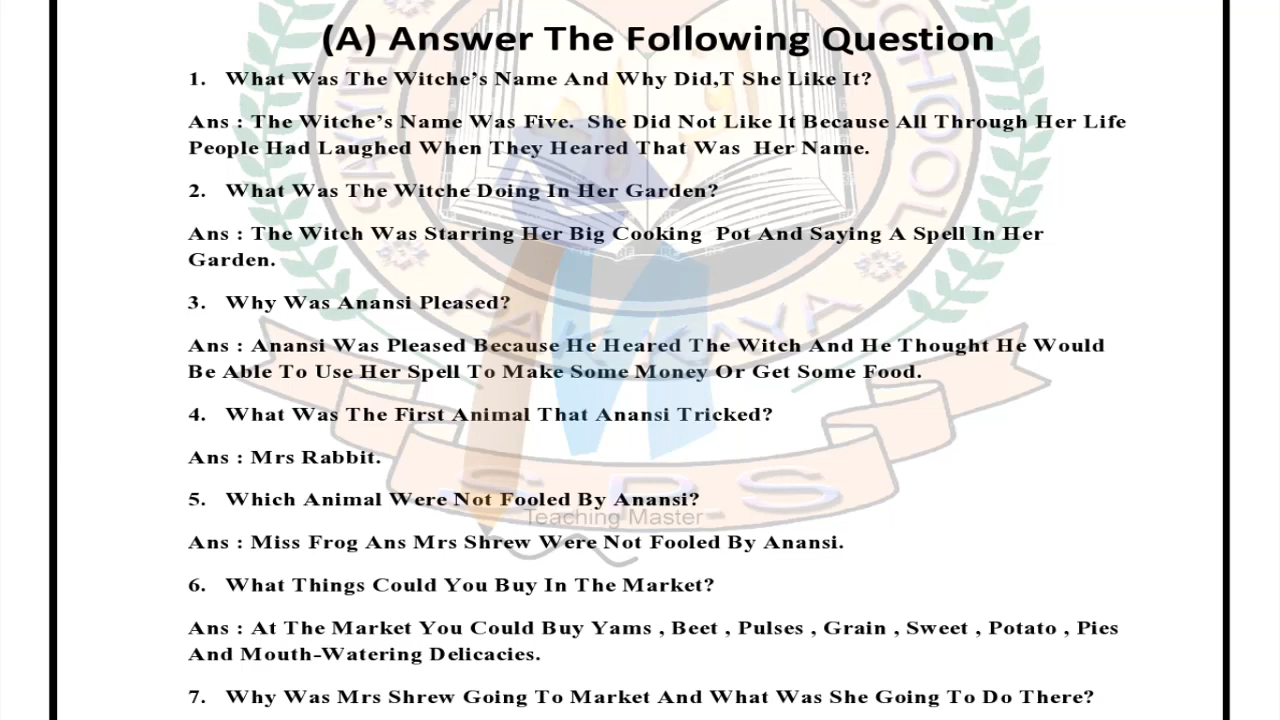 (A) Answer The Following Question
1. What Was The Witche's Name And Why Did,T She Like It?
Ans : The Witche's Name Was Five. She Did Not Like It Because All Through Her Life
People Had Laughed When They Heared That Was Her Name.
2. What Was The Witche Doing In Her Garden?
Ans : The Witch Was Starring Her Big Cooking Pot And Saying A Spell In Her
Garden.
3. Why Was Anansi Pleased?
Ans : Anansi Was Pleased Because He Heared The Witch And He Thought He Would
Be Able To Use Her Spell To Make Some Money Or Get Some Food.
4. What Was The First Animal That Anansi Tricked?
Ans : Mrs Rabbit.
5. Which Animal Were Not Fooled By Anansi?
S.P.S
Teaching Master
Ans : Miss Frog Ans Mrs Shrew Were Not Fooled By Anansi.
6. What Things Could You Buy In The Market?
Ans : At The Market You Could Buy Yams , Beet , Pulses , Grain , Sweet , Potato , Pies
And Mouth-Watering Delicacies.
7. Why Was Mrs Shrew Going To Market And What Was She Going To Do There?